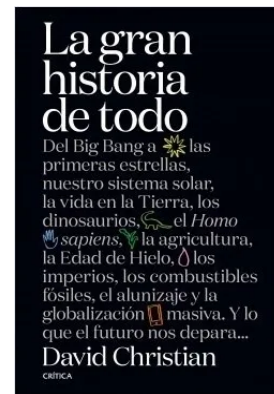 La gran
historia
de todo
Del Big Bang a las
primeras estrellas,
nuestro sistema solar,
la vida en la Tierra, los
dinosaurios, el Homo
sapiens, la agricultura,
la Edad de Hielo, los
imperios, los combustibles
fósiles, el alunizaje y la
globalización masiva. Y lo
que el futuro nos depara...
David Christian
CRÍTICA